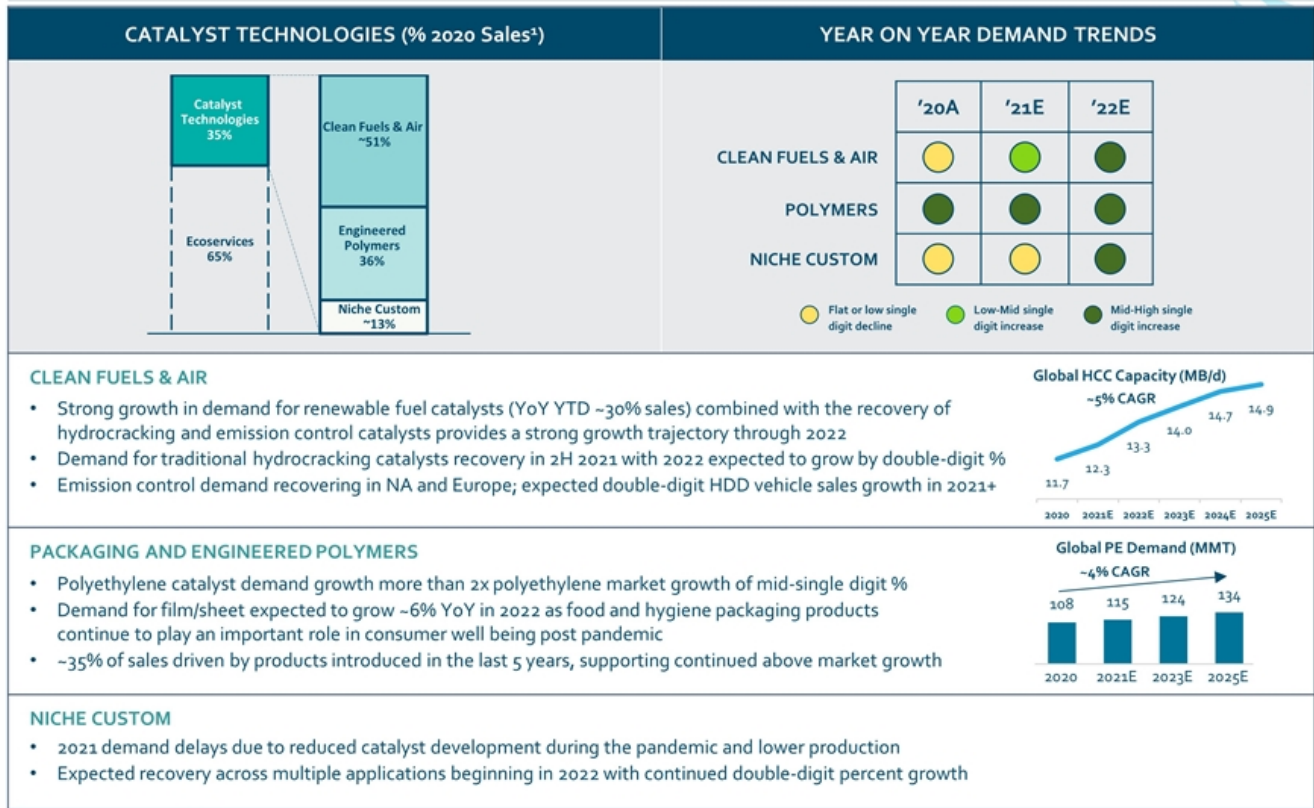 CATALYST TECHNOLOGIES (% 2020 Sales¹)
Catalyst
Technologies
35%
Ecoservices
65%
Clean Fuels & Air
~51%
Engineered
Polymers
36%
Niche Custom
~13%
YEAR ON YEAR DEMAND TRENDS
'20A '21E '22E
CLEAN FUELS & AIR
POLYMERS
NICHE CUSTOM
Flat or low single
digit decline
Low-Mid single
digit increase
Mid-High single
digit increase
CLEAN FUELS & AIR
• Strong growth in demand for renewable fuel catalysts (YoY YTD ~30% sales) combined with the recovery of
hydrocracking and emission control catalysts provides a strong growth trajectory through 2022
• Demand for traditional hydrocracking catalysts recovery in 2H 2021 with 2022 expected to grow by double-digit %
• Emission control demand recovering in NA and Europe; expected double-digit HDD vehicle sales growth in 2021+
Global HCC Capacity (MB/d)
~5% CAGR
11.7 12.3 13.3 14.0 14.7 14.9
2020 2021E 2022E 2023E 2024E 2025E
PACKAGING AND ENGINEERED POLYMERS
• Polyethylene catalyst demand growth more than 2x polyethylene market growth of mid-single digit %
• Demand for film/sheet expected to grow ~6% YoY in 2022 as food and hygiene packaging products
continue to play an important role in consumer well being post pandemic
• ~35% of sales driven by products introduced in the last 5 years, supporting continued above market growth
Global PE Demand (MMT)
~4% CAGR
108 115 124 134
2020 2021E 2023E 2025E
NICHE CUSTOM
• 2021 demand delays due to reduced catalyst development during the pandemic and lower production
• Expected recovery across multiple applications beginning in 2022 with continued double-digit percent growth